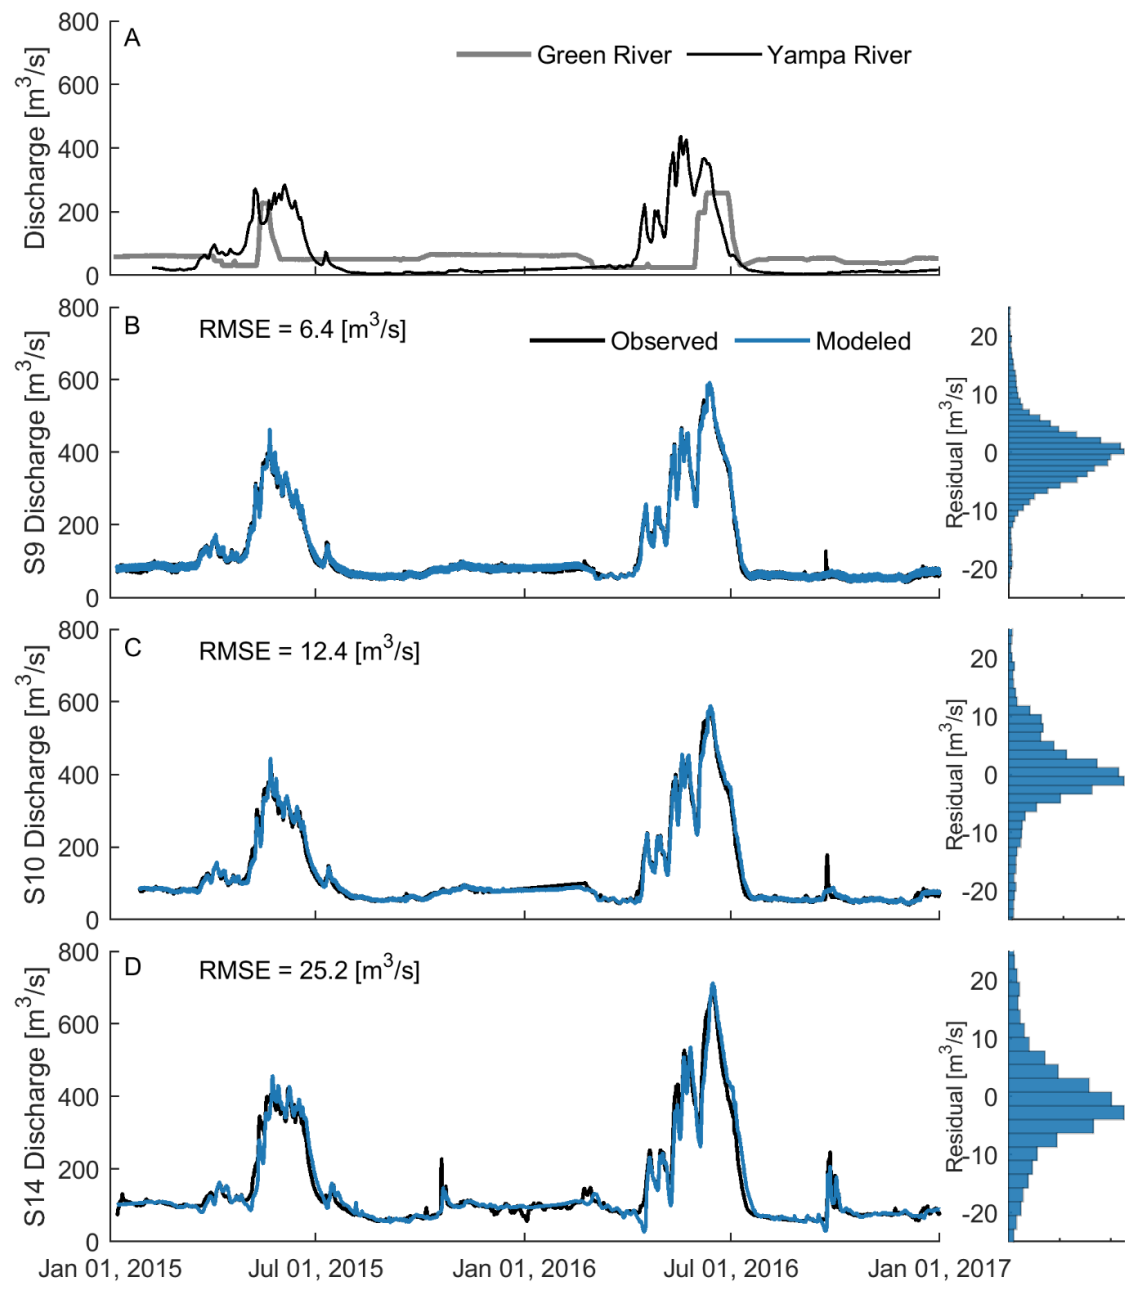 A
Green River
Yampa River
Discharge [m³/s]
800
600
400
200
0
B
RMSE = 6.4 [m³/s]
Observed
Modeled
S9 Discharge [m³/s]
800
600
400
200
0
Residual [m³/s]
20
10
0
-10
-20
C
RMSE = 12.4 [m³/s]
S10 Discharge [m³/s]
800
600
400
200
0
Residual [m³/s]
20
10
0
-10
-20
D
RMSE = 25.2 [m³/s]
S14 Discharge [m³/s]
800
600
400
200
0
Residual [m³/s]
20
10
0
-10
-20
Jan 01, 2015
Jul 01, 2015
Jan 01, 2016
Jul 01, 2016
Jan 01, 2017